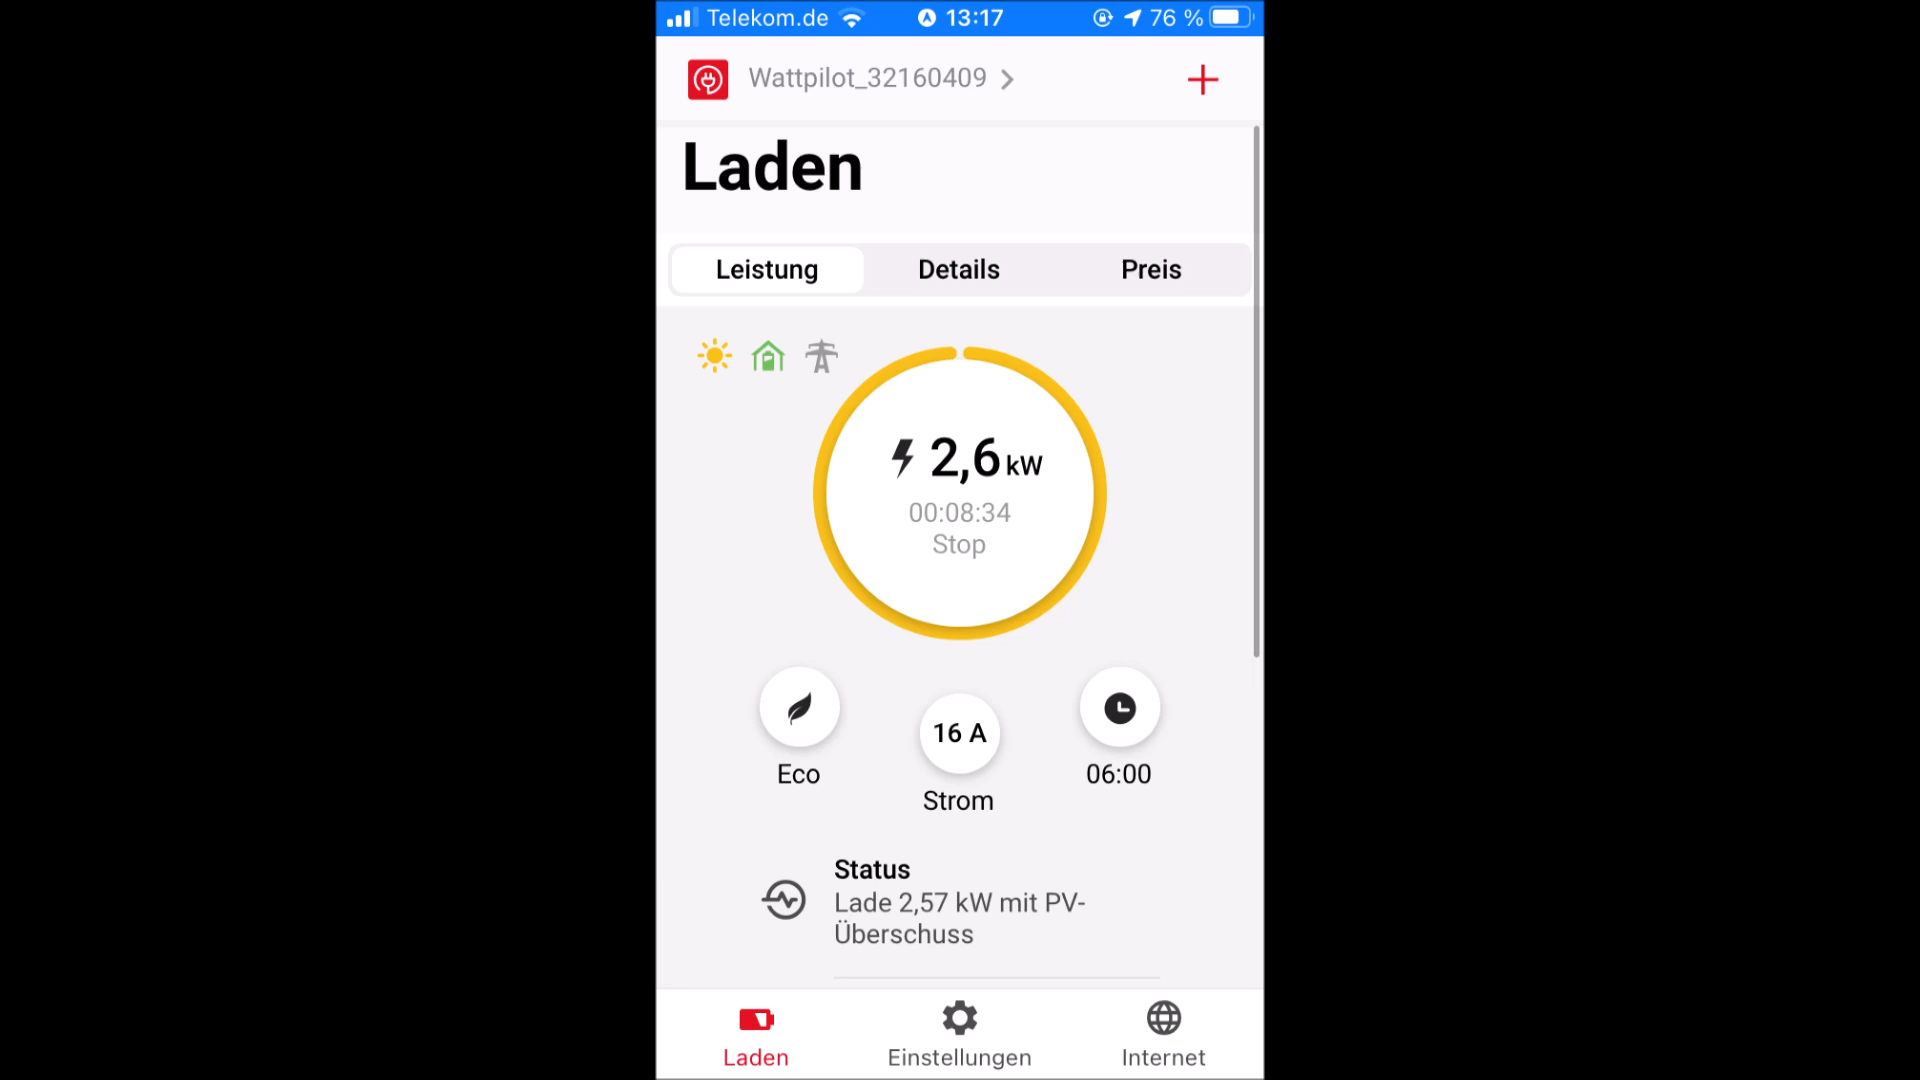 Telekom.de 13:17 76 %
Wattpilot_32160409
Laden
Leistung Details Preis
2,6 kW
00:08:34
Stop
Eco 16 A 06:00
Strom
Status
Lade 2,57 kW mit PV-
Überschuss
Laden Einstellungen Internet